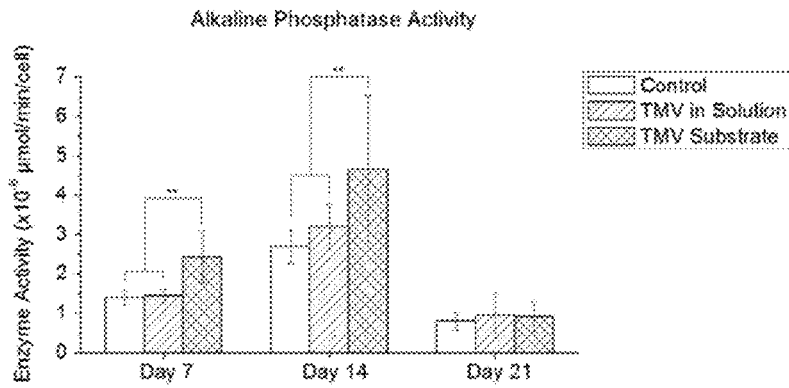 Alkaline Phosphatase Activity
Enzyme Activity (x10⁻⁶ μmol/min/cell)
7
6
5
4
3
2
1
0
**
**
Control
TMV in Solution
TMV Substrate
Day 7
Day 14
Day 21